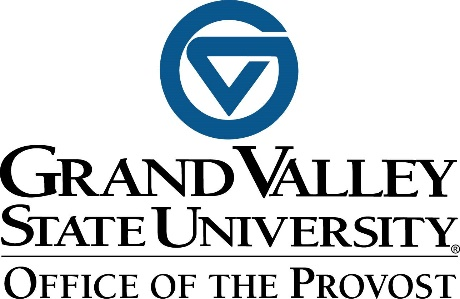 GRAND VALLEY
STATE UNIVERSITY®
OFFICE OF THE PROVOST